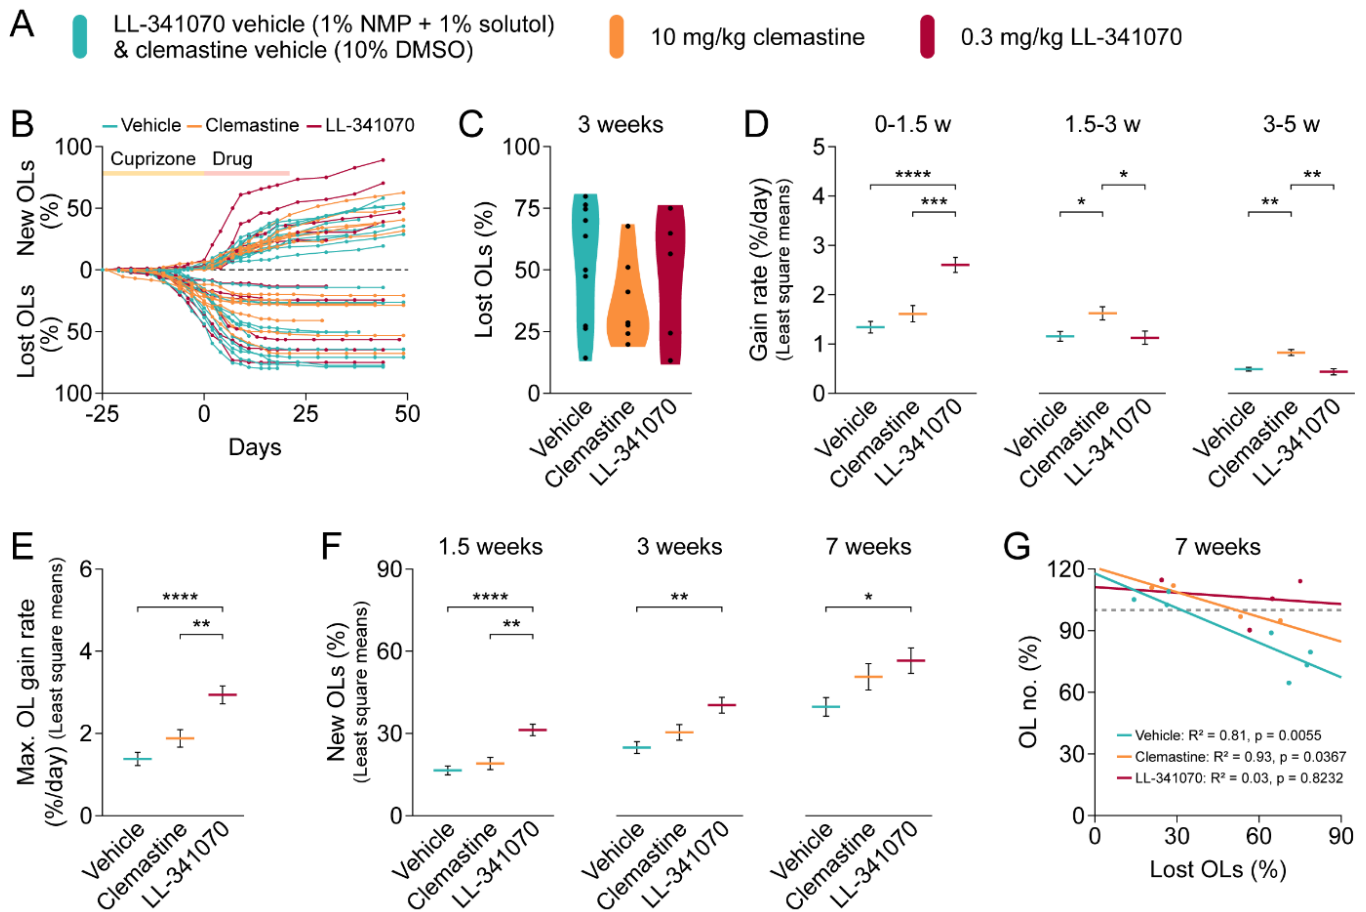 A
LL-341070 vehicle (1% NMP + 1% solutol)
& clemastine vehicle (10% DMSO)
10 mg/kg clemastine
0.3 mg/kg LL-341070
B
Vehicle Clemastine LL-341070
Cuprizone Drug
New OLs
(%)
Lost OLs
(%)
100
50
0
50
100
-25 0 25 50
Days
C
3 weeks
Lost OLs (%)
100
75
50
25
0
Vehicle
Clemastine
LL-341070
D
0-1.5 w 1.5-3 w 3-5 w
Gain rate (%/day)
(Least square means)
5
4
3
2
1
0
****
***
*
*
**
**
Vehicle
Clemastine
LL-341070
Vehicle
Clemastine
LL-341070
Vehicle
Clemastine
LL-341070
E
Max. OL gain rate
(%/day) (Least square means)
6
4
2
0
****
**
Vehicle
Clemastine
LL-341070
F
1.5 weeks 3 weeks 7 weeks
New OLs (%)
(Least square means)
90
60
30
0
****
**
**
*
Vehicle
Clemastine
LL-341070
Vehicle
Clemastine
LL-341070
Vehicle
Clemastine
LL-341070
G
7 weeks
OL no. (%)
120
90
60
30
0
Vehicle: R² = 0.81, p = 0.0055
Clemastine: R² = 0.93, p = 0.0367
LL-341070: R² = 0.03, p = 0.8232
0 30 60 90
Lost OLs (%)